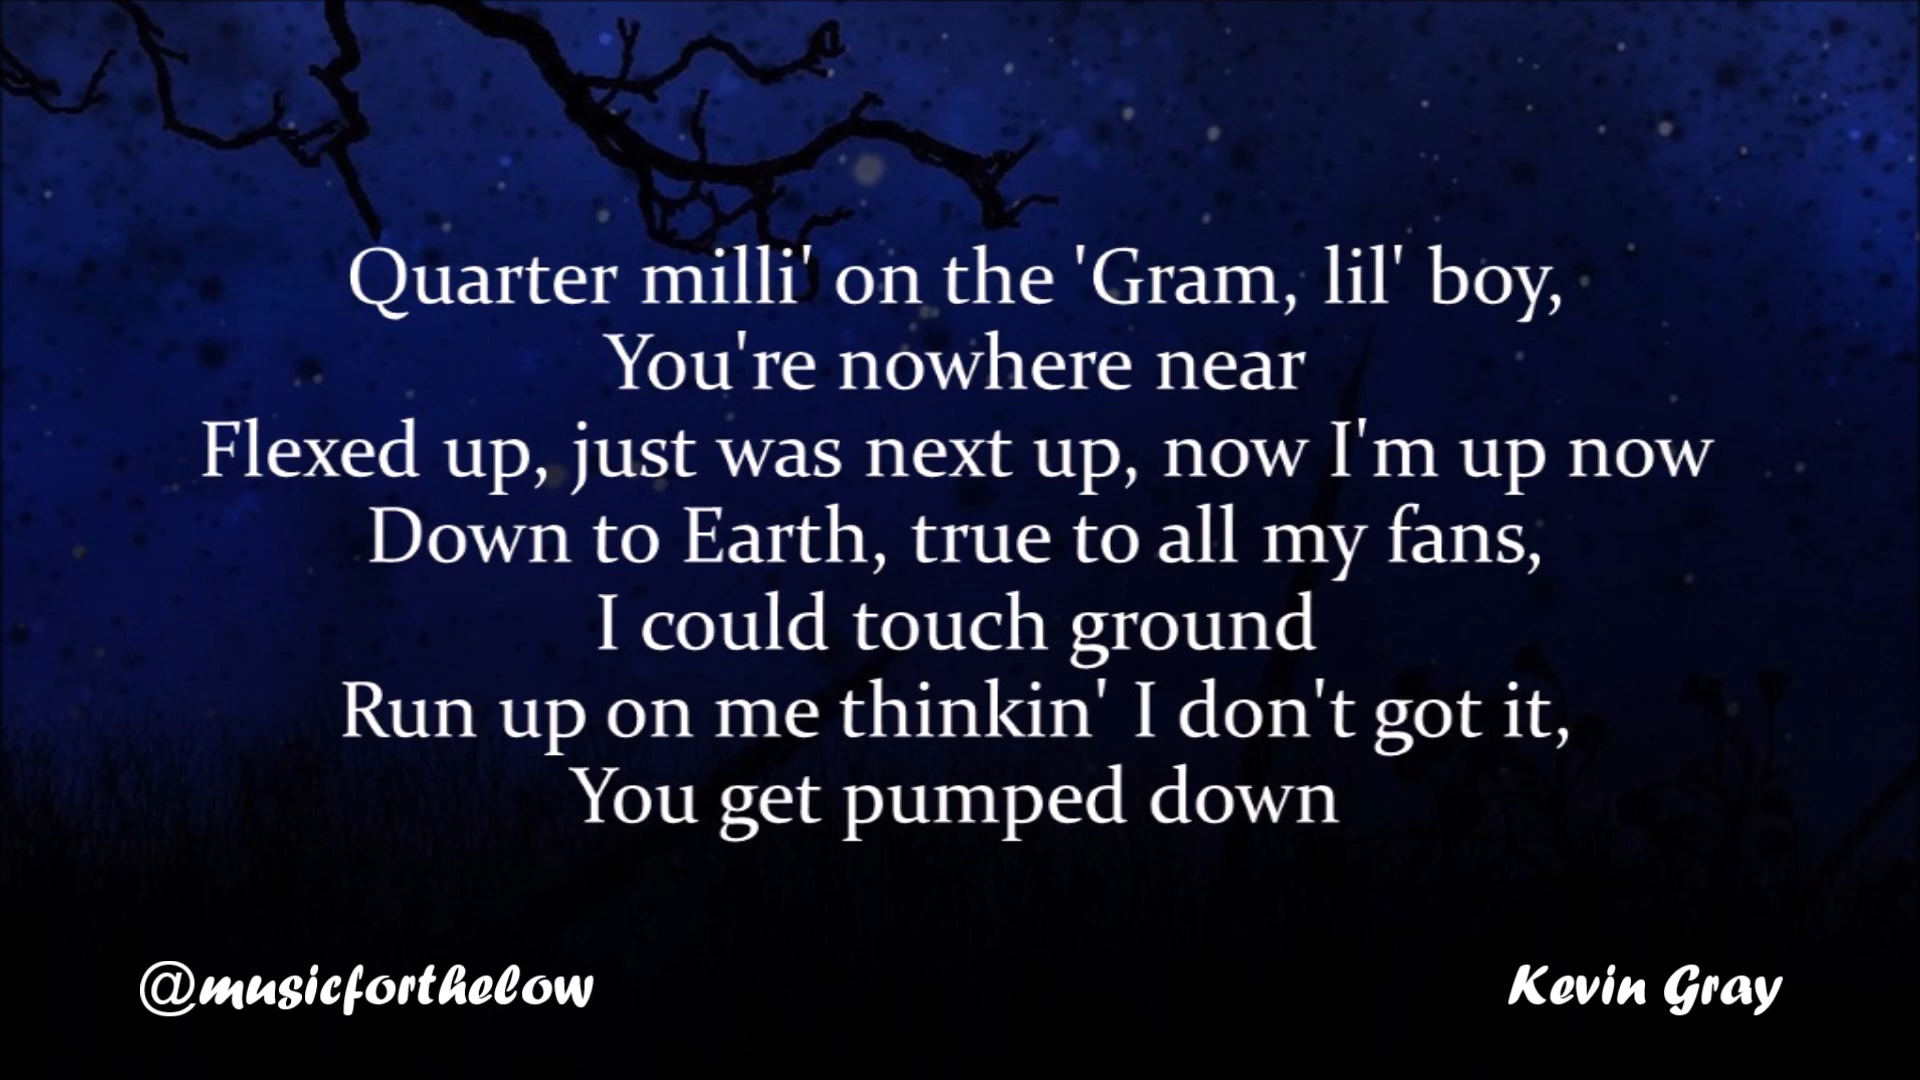 Quarter milli' on the 'Gram, lil' boy,
You're nowhere near
Flexed up, just was next up, now I'm up now
Down to Earth, true to all my fans,
I could touch ground
Run up on me thinkin' I don't got it,
You get pumped down
@musicforthelow
Kevin Gray